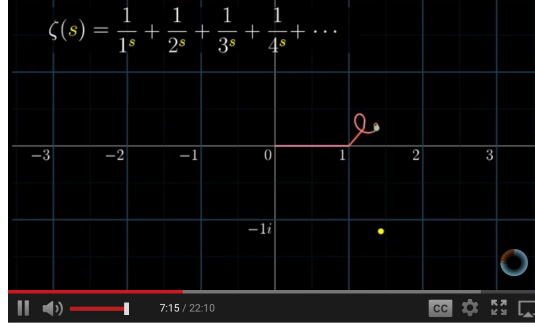 ζ(s) = 1/1^s + 1/2^s + 1/3^s + 1/4^s + ···
−3 −2 −1 0 1 2 3
−1i
7:15 / 22:10 CC